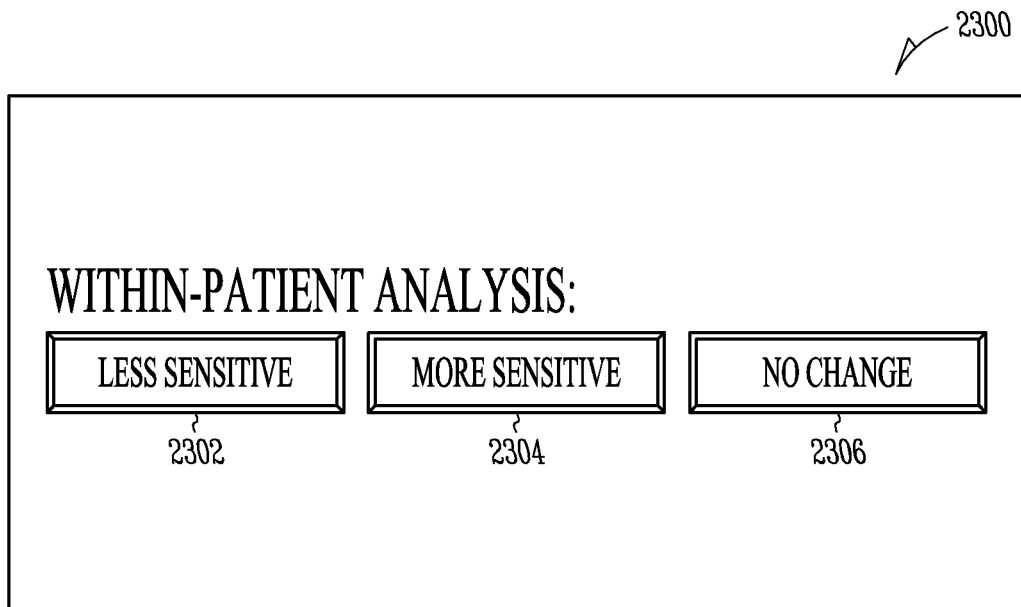 2300
WITHIN-PATIENT ANALYSIS:
LESS SENSITIVE MORE SENSITIVE NO CHANGE
2302 2304 2306